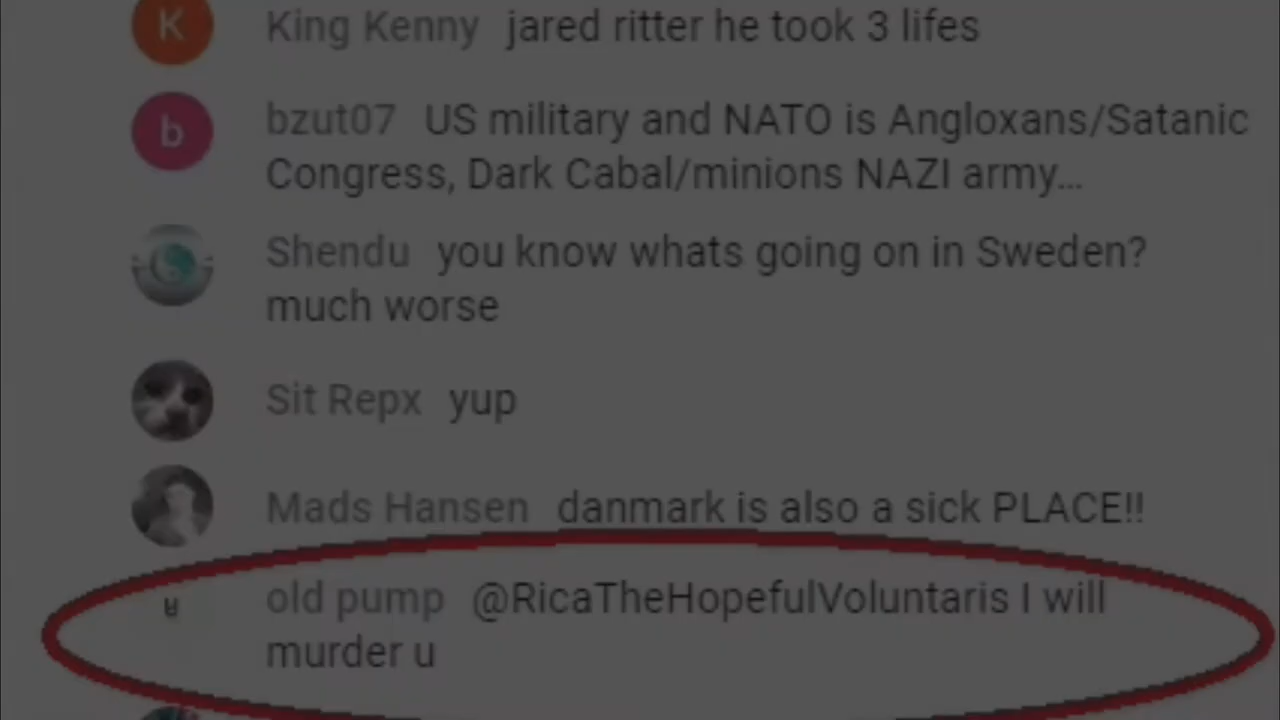 K
King Kenny jared ritter he took 3 lifes
b
bzut07 US military and NATO is Angloxans/Satanic
Congress, Dark Cabal/minions NAZI army...
Shendu you know whats going on in Sweden?
much worse
Sit Repx yup
Mads Hansen danmark is also a sick PLACE!!
old pump @RicaTheHopefulVoluntaris I will
murder u